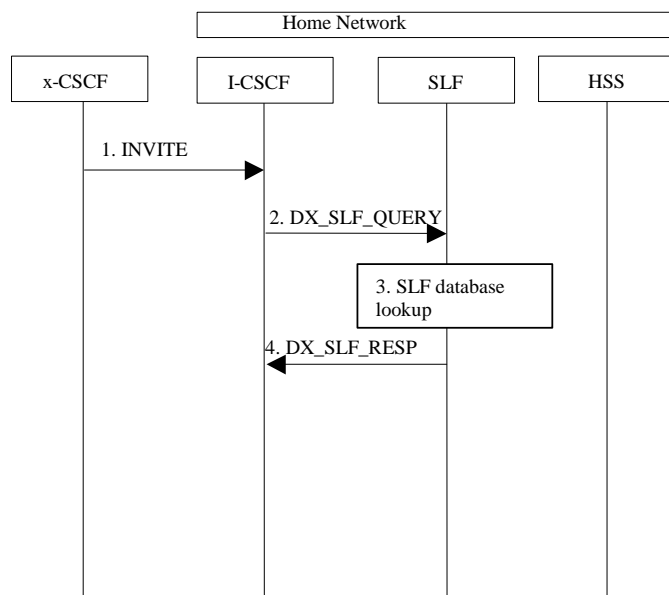 Home Network
x-CSCF
I-CSCF
SLF
HSS
1. INVITE
2. DX_SLF_QUERY
3. SLF database
lookup
4. DX_SLF_RESP